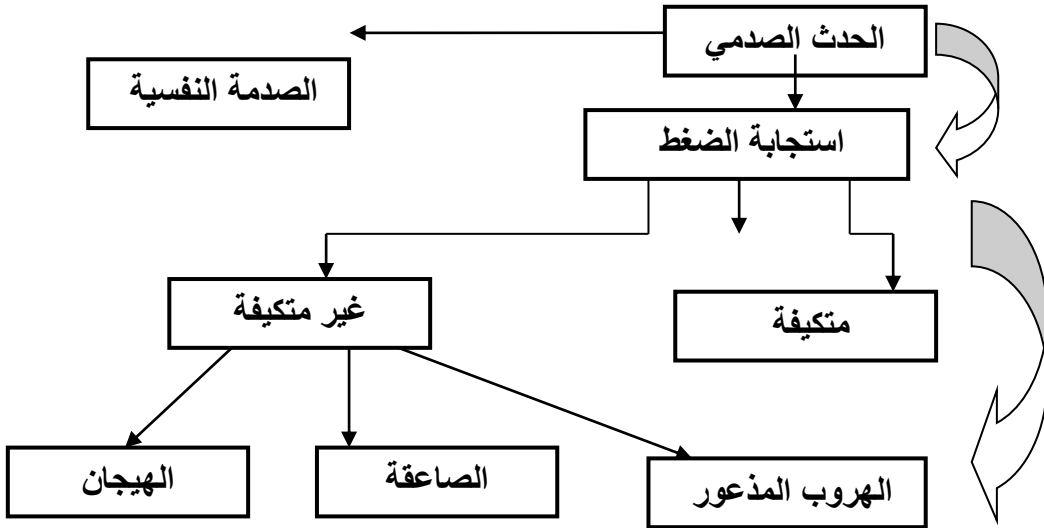 الحدث الصدمي
الصدمة النفسية
استجابة الضغط
متكيفة
غير متكيفة
الهروب المذعور
الصاعقة
الهيجان